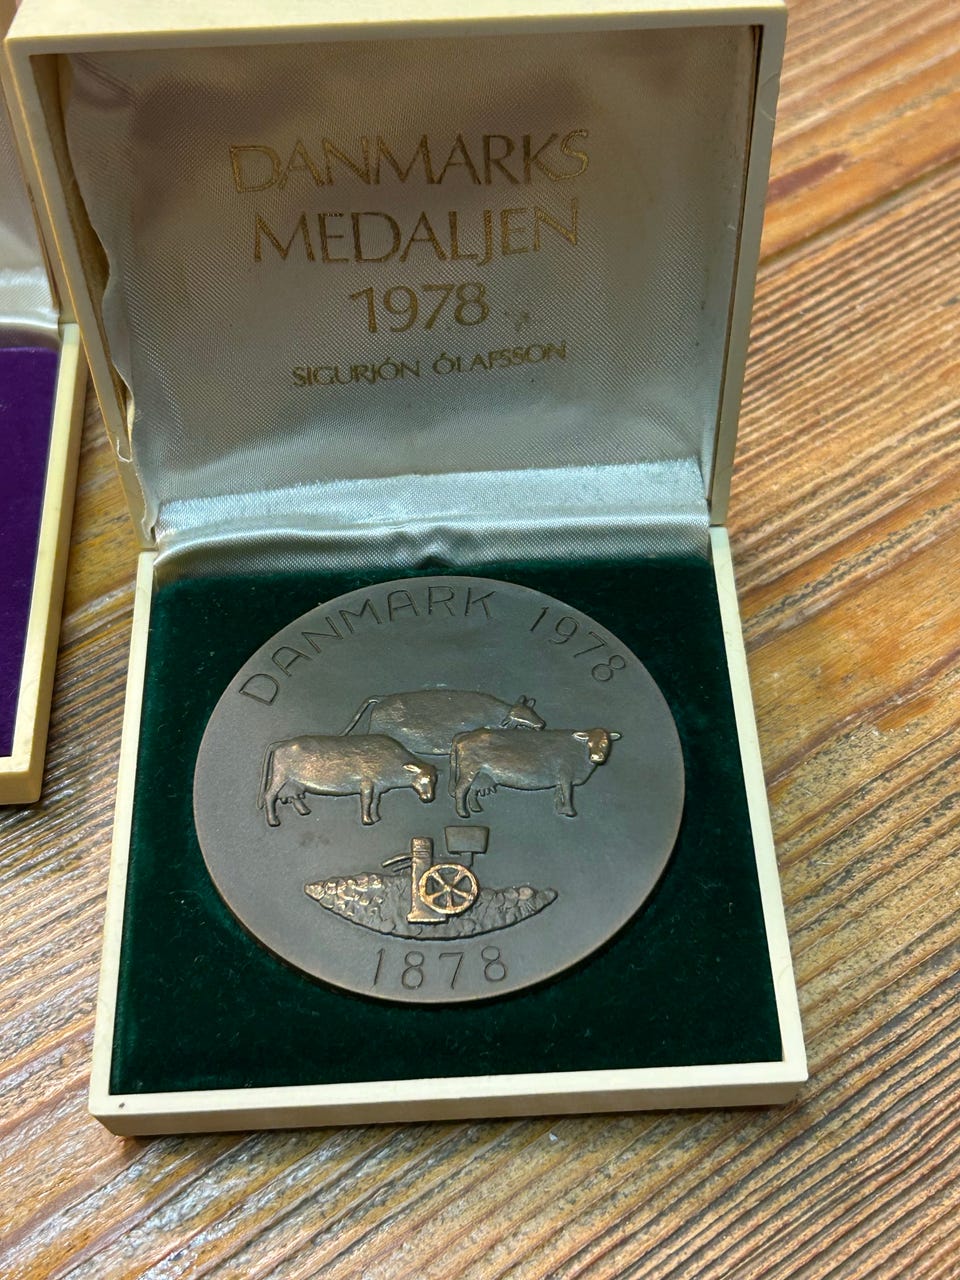 DANMARKS
MEDALJEN
1978
SIGURJÓN ÓLAFSSON
DANMARK 1978
1878